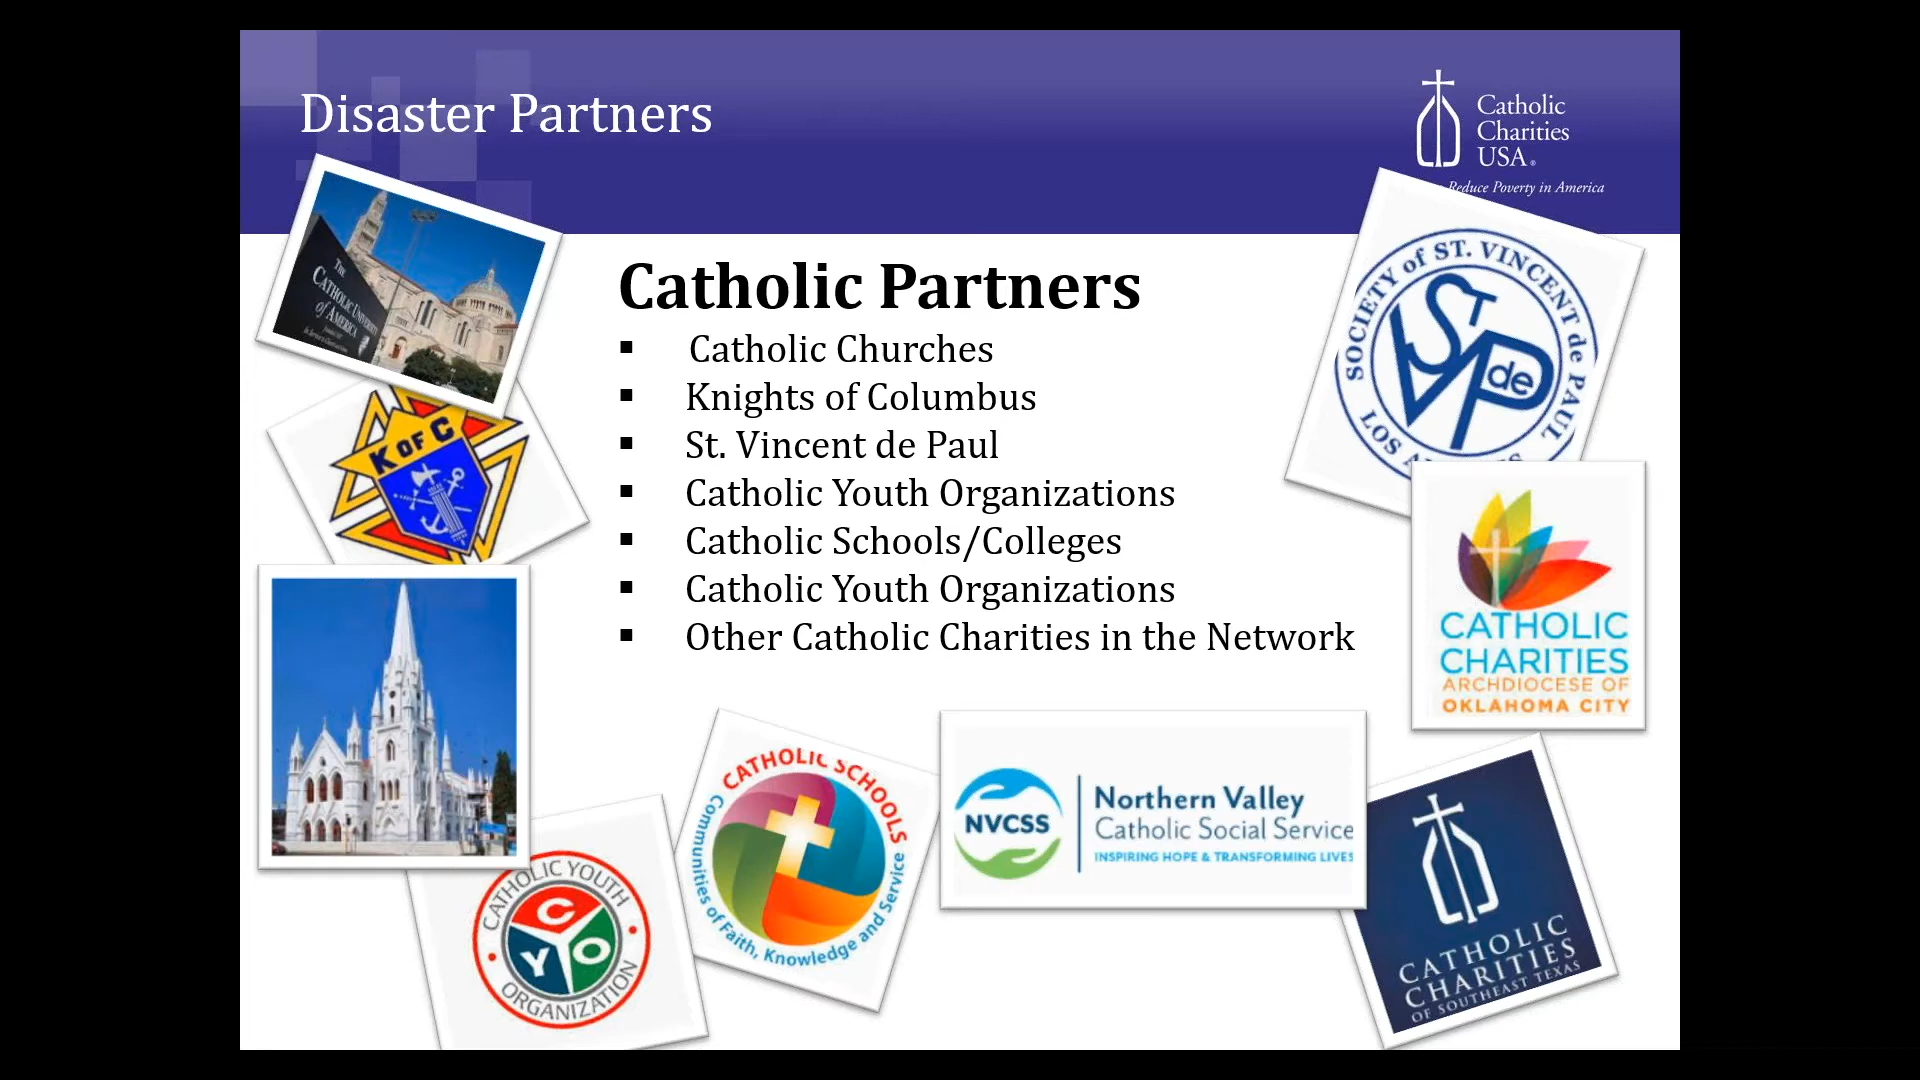 Disaster Partners
Catholic
Charities
USA®
Reduce Poverty in America
THE
CATHOLIC UNIVERSITY
of AMERICA
K OF C
Catholic Partners
▪ Catholic Churches
▪ Knights of Columbus
▪ St. Vincent de Paul
▪ Catholic Youth Organizations
▪ Catholic Schools/Colleges
▪ Catholic Youth Organizations
▪ Other Catholic Charities in the Network
SOCIETY of ST. VINCENT de PAUL
ST
V de
P
LOS
CATHOLIC
CHARITIES
ARCHDIOCESE OF
OKLAHOMA CITY
CATHOLIC YOUTH
C
Y O
ORGANIZATION
CATHOLIC SCHOOLS
Communities of Faith, Knowledge and Service
NVCSS
Northern Valley
Catholic Social Service
INSPIRING HOPE & TRANSFORMING LIVES
CATHOLIC
CHARITIES
OF SOUTHEAST TEXAS